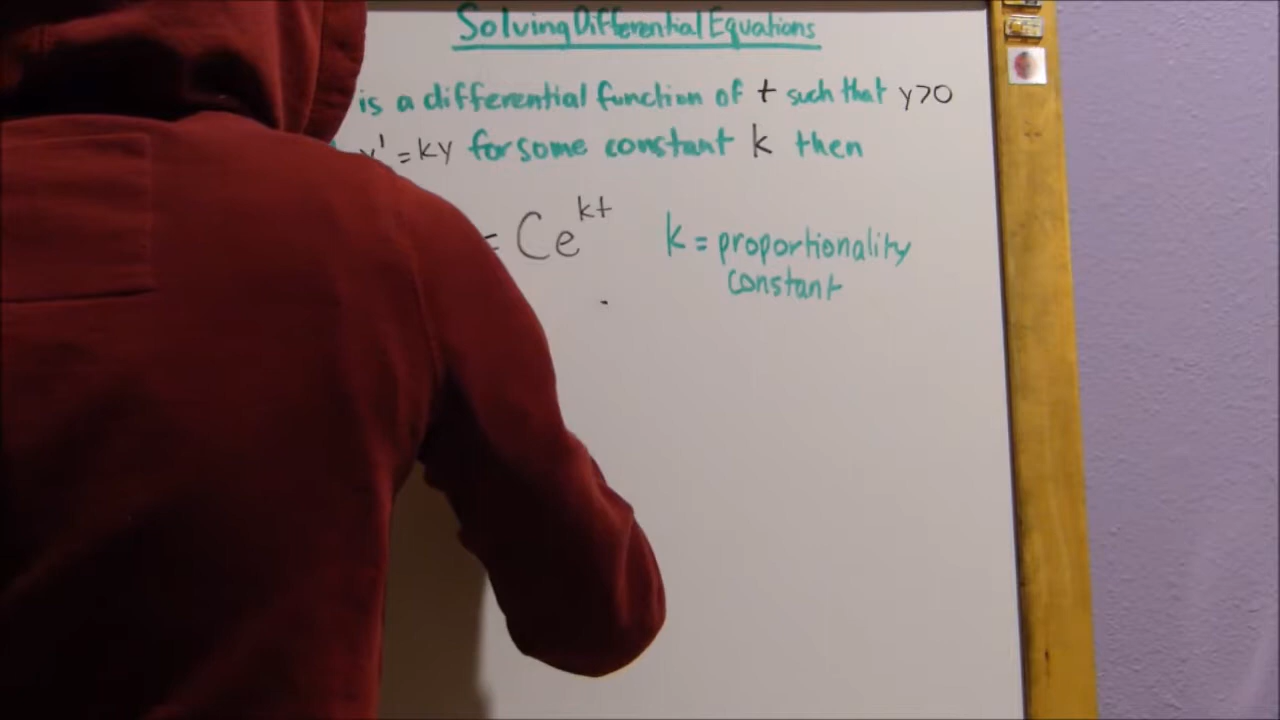 Solving Differential Equations
is a differential function of t such that y>0
y' = ky for some constant k then
= Ce^{kt}
k = proportionality
constant